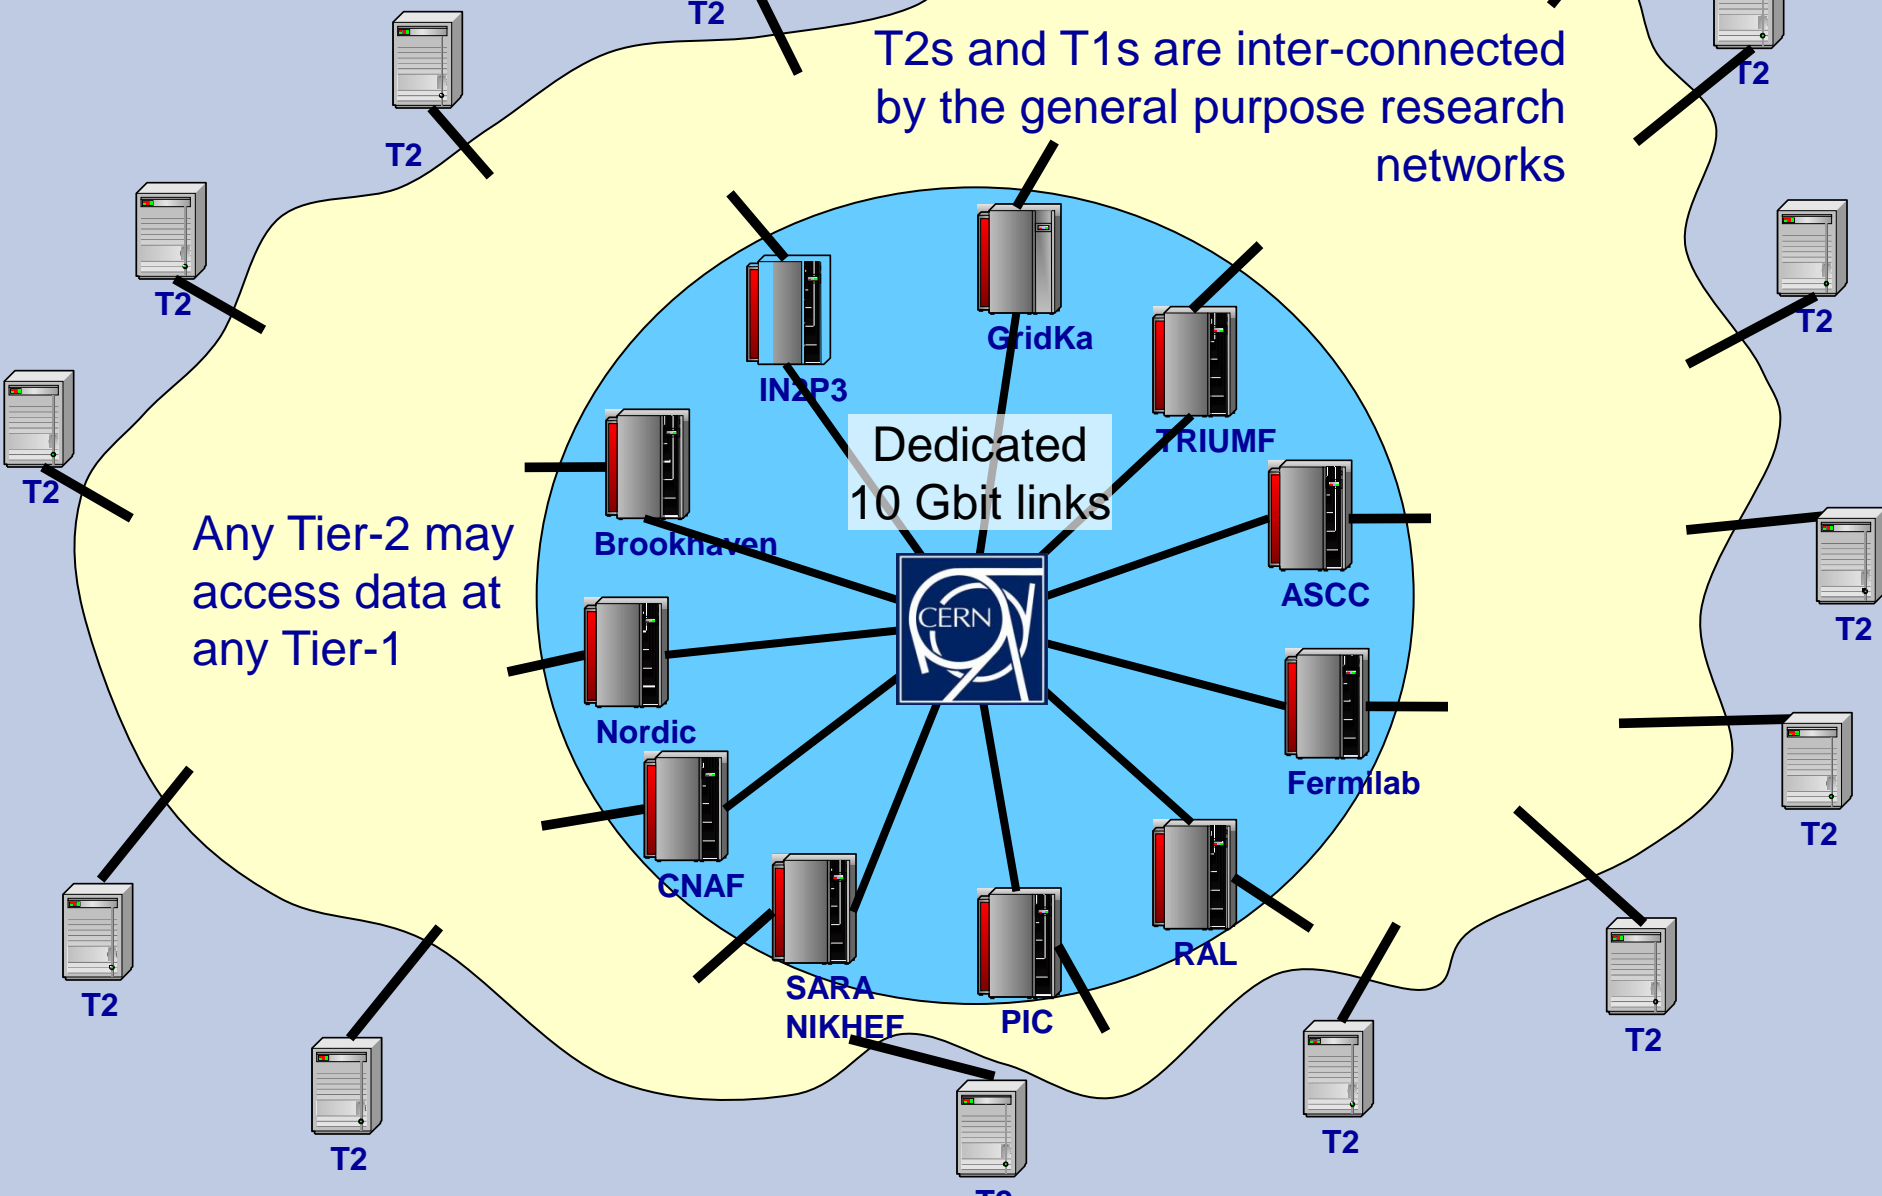 T2
T2s and T1s are inter-connected
by the general purpose research
networks
T2
T2
T2
T2
GridKa
IN2P3
TRIUMF
Dedicated
10 Gbit links
T2
Any Tier-2 may
access data at
any Tier-1
Brookhaven
ASCC
CERN
T2
Nordic
Fermilab
T2
CNAF
RAL
SARA
NIKHEF
PIC
T2
T2
T2
T2
T2